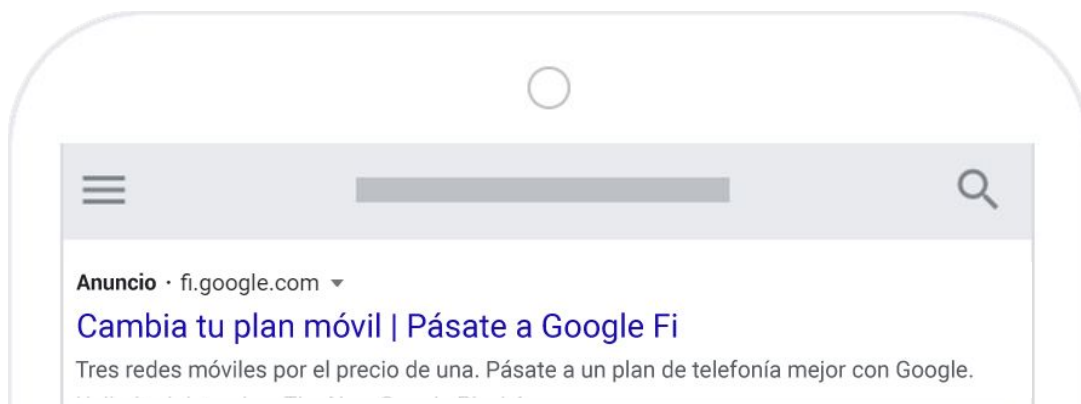 Anuncio · fi.google.com
Cambia tu plan móvil | Pásate a Google Fi
Tres redes móviles por el precio de una. Pásate a un plan de telefonía mejor con Google.